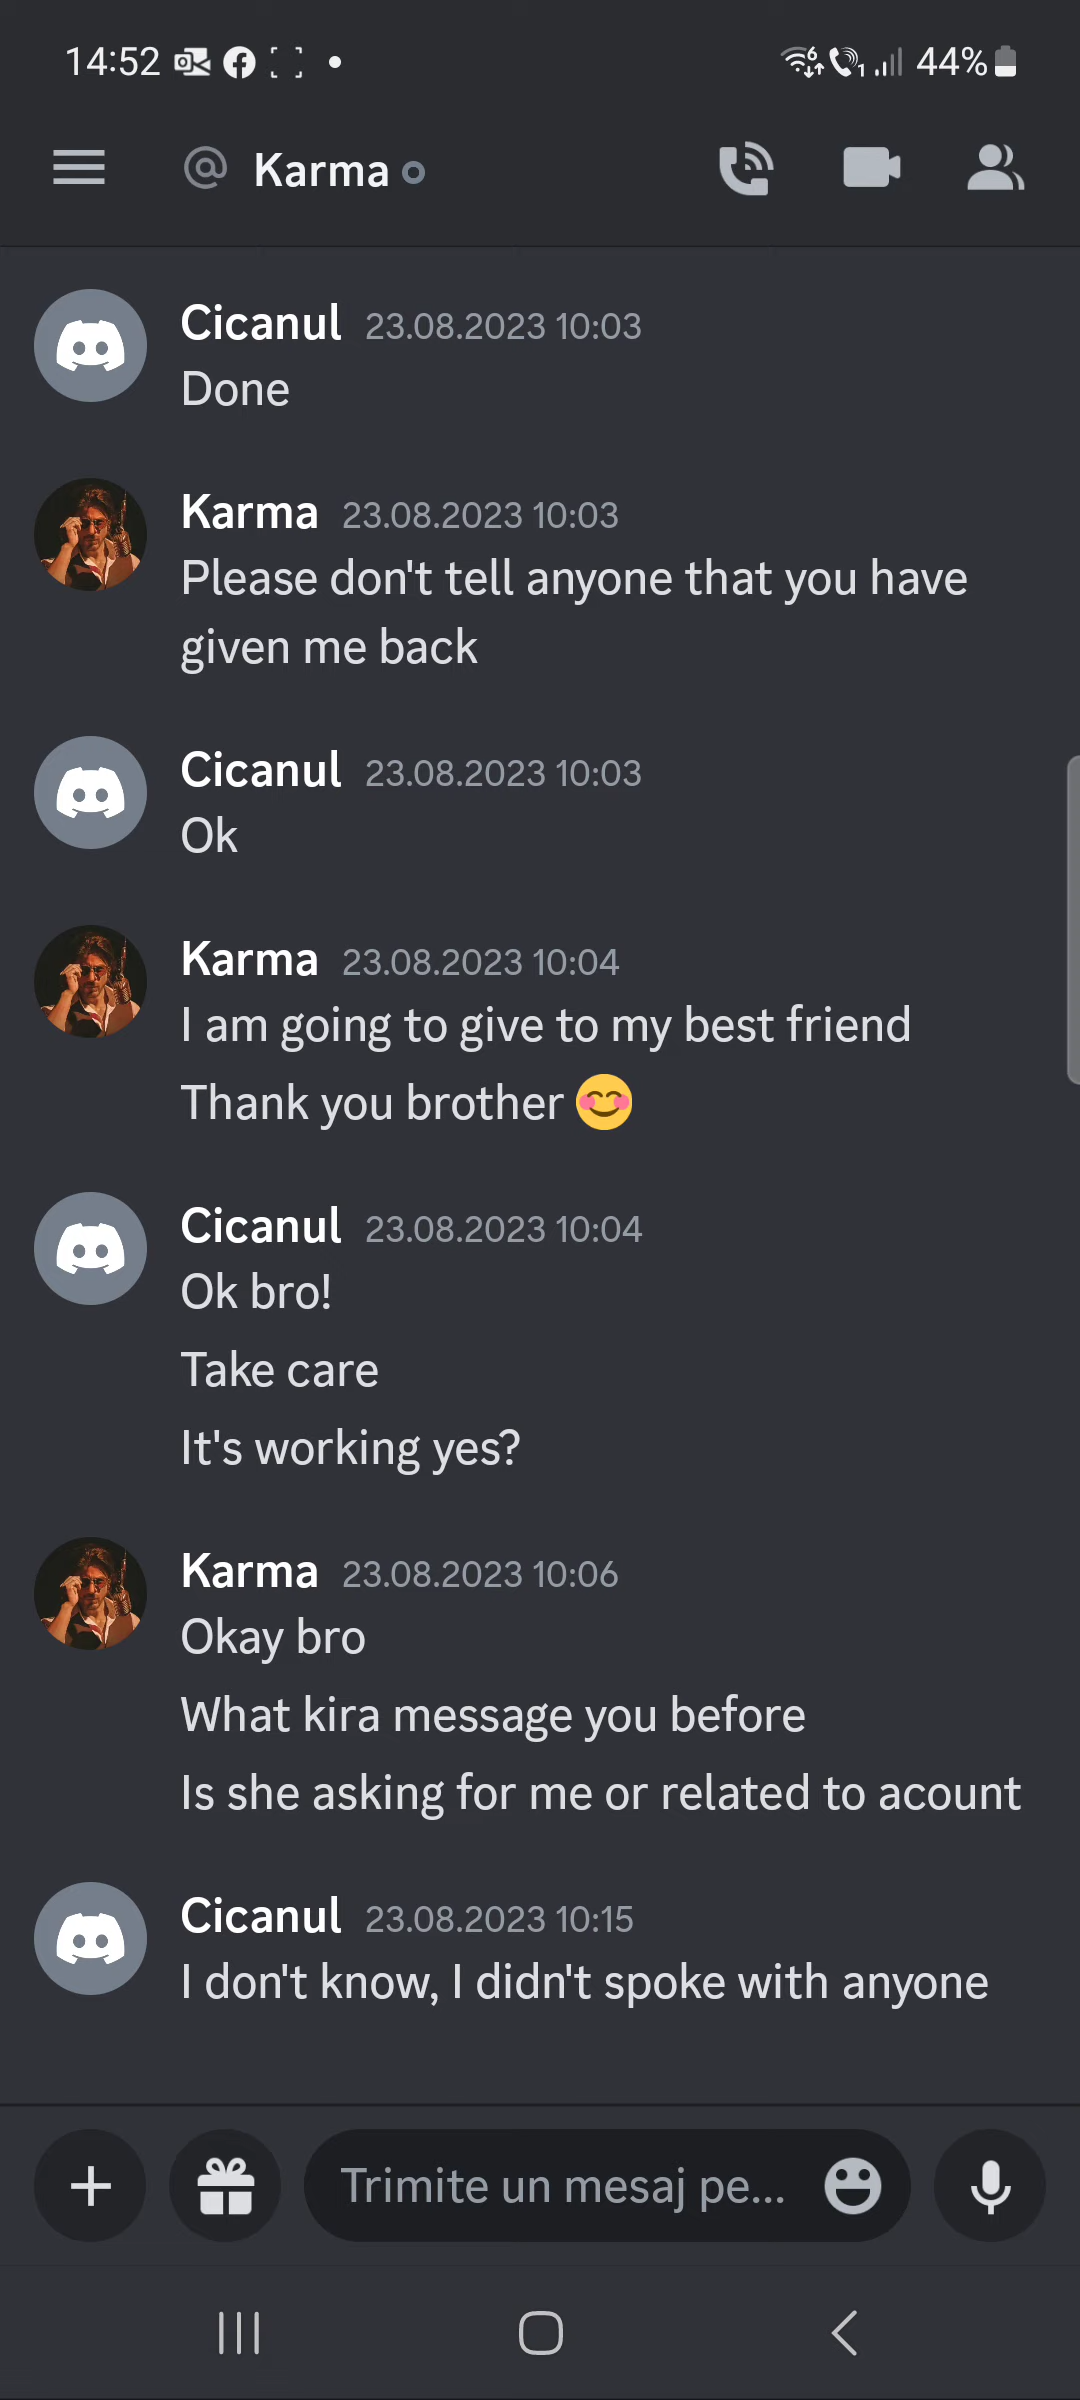 14:52 44%
@ Karma
Cicanul 23.08.2023 10:03
Done
Karma 23.08.2023 10:03
Please don't tell anyone that you have
given me back
Cicanul 23.08.2023 10:03
Ok
Karma 23.08.2023 10:04
I am going to give to my best friend
Thank you brother 😊
Cicanul 23.08.2023 10:04
Ok bro!
Take care
It's working yes?
Karma 23.08.2023 10:06
Okay bro
What kira message you before
Is she asking for me or related to acount
Cicanul 23.08.2023 10:15
I don't know, I didn't spoke with anyone
Trimite un mesaj pe...